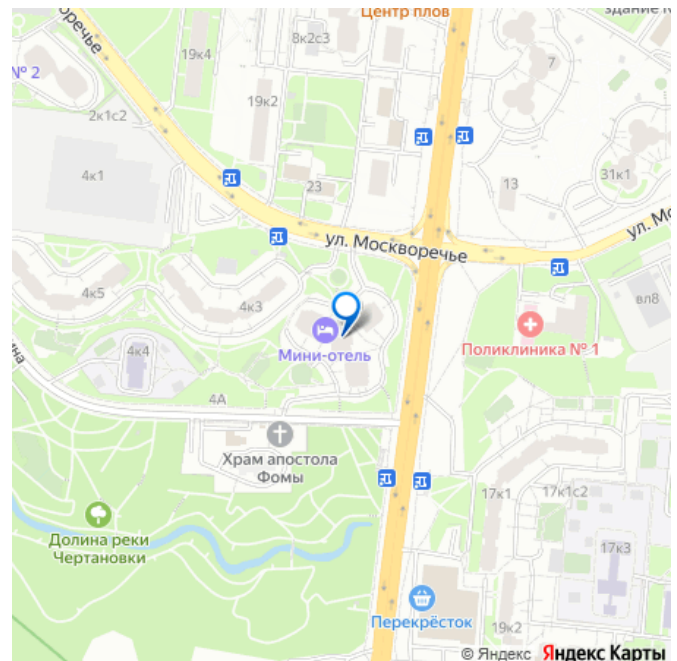 Центр плов
8к2с3
19к4
7
№ 2
19к2
2к1с2
4к1
23
13
31к1
ул. Москворечье
ул. Мо
4к5
4к3
вл8
4к4
Мини-отель
Поликлиника № 1
ина
4А
Храм апостола
Фомы
17к1
17к1с2
Долина реки
Чертановки
17к3
Перекрёсток
19к2
© Яндекс Яндекс Карты